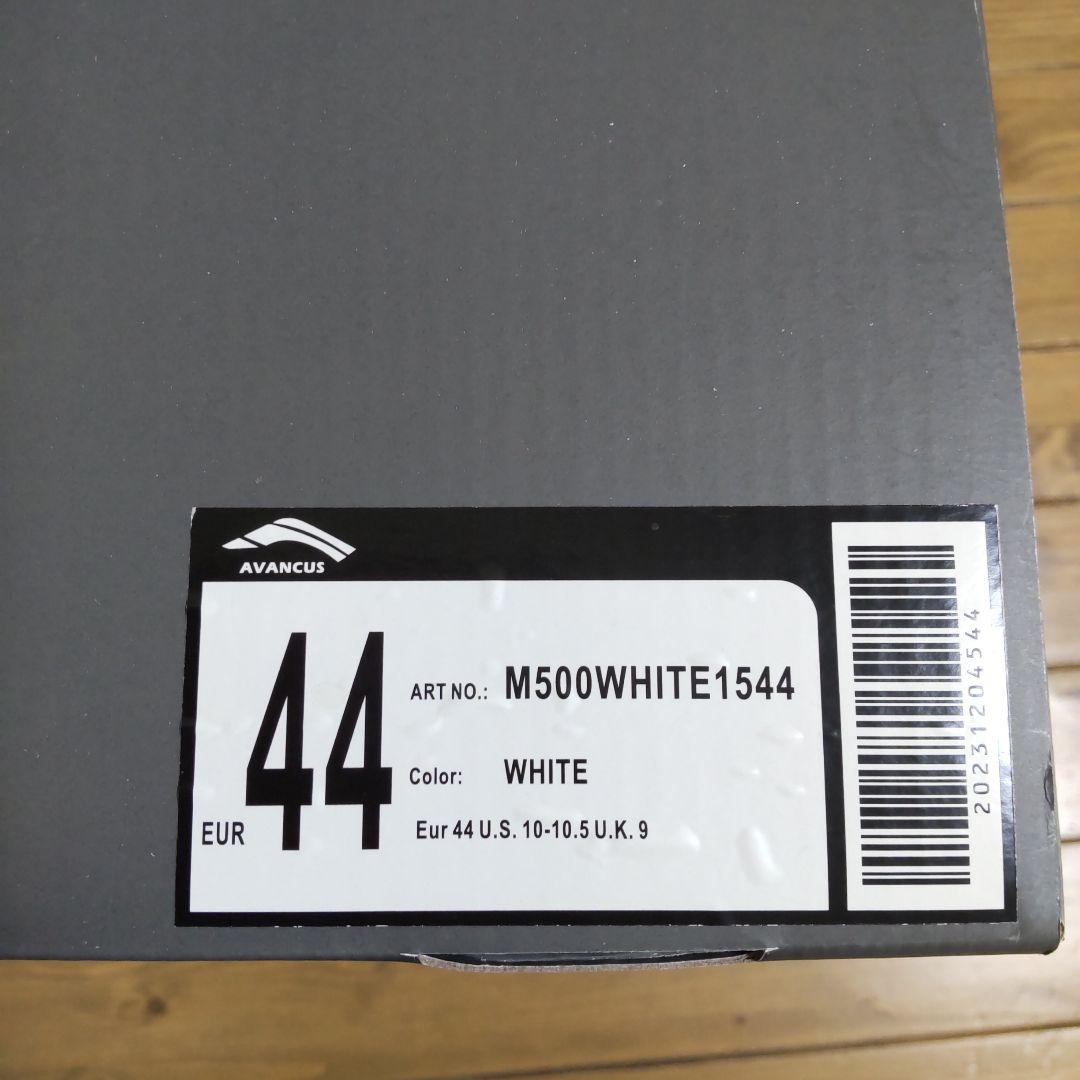 AVANCUS
EUR 44
ART NO.: M500WHITE1544
Color: WHITE
Eur 44 U.S. 10-10.5 U.K. 9
20231204544